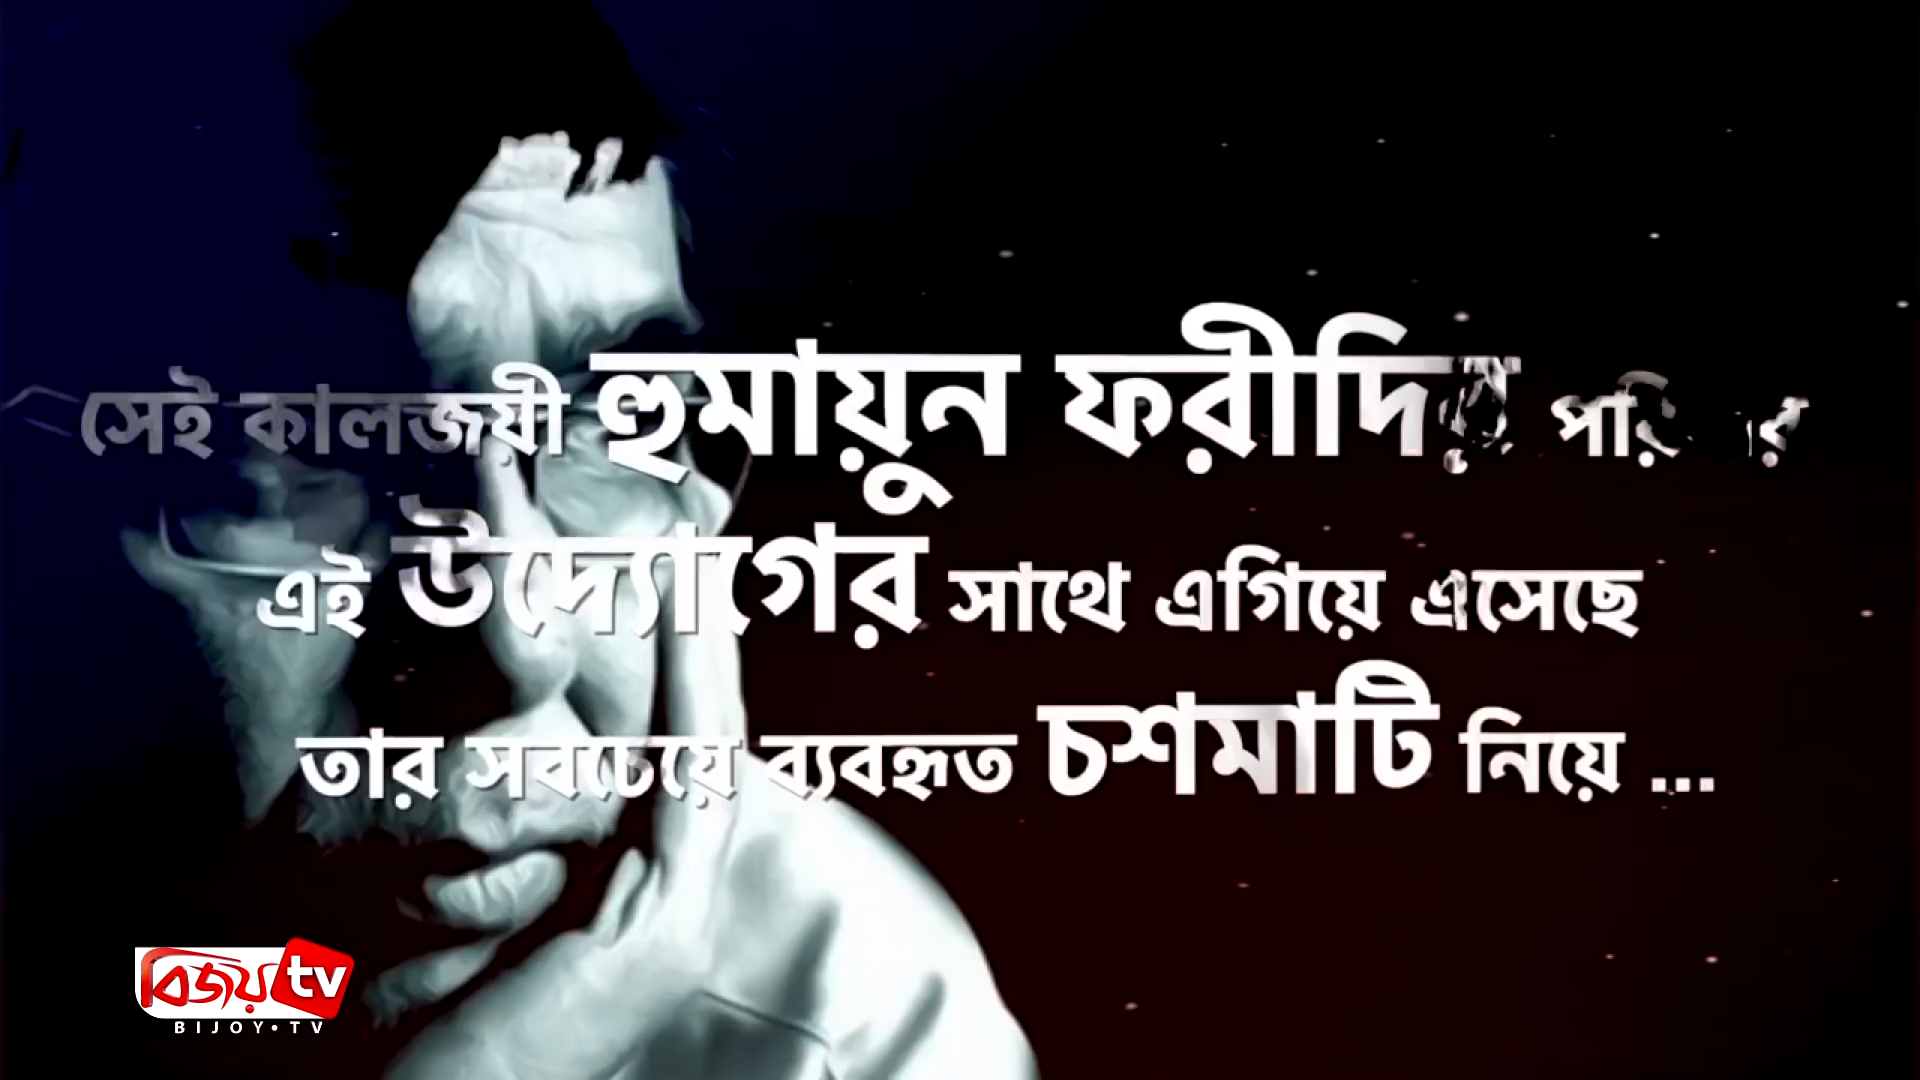 সেই কালজয়ী হুমায়ুন ফরীদির
এই উদ্যোগের সাথে এগিয়ে এসেছে
তার সবচেয়ে ব্যবহৃত চশমাটি নিয়ে ...
বিজয় tv
BIJOY•TV